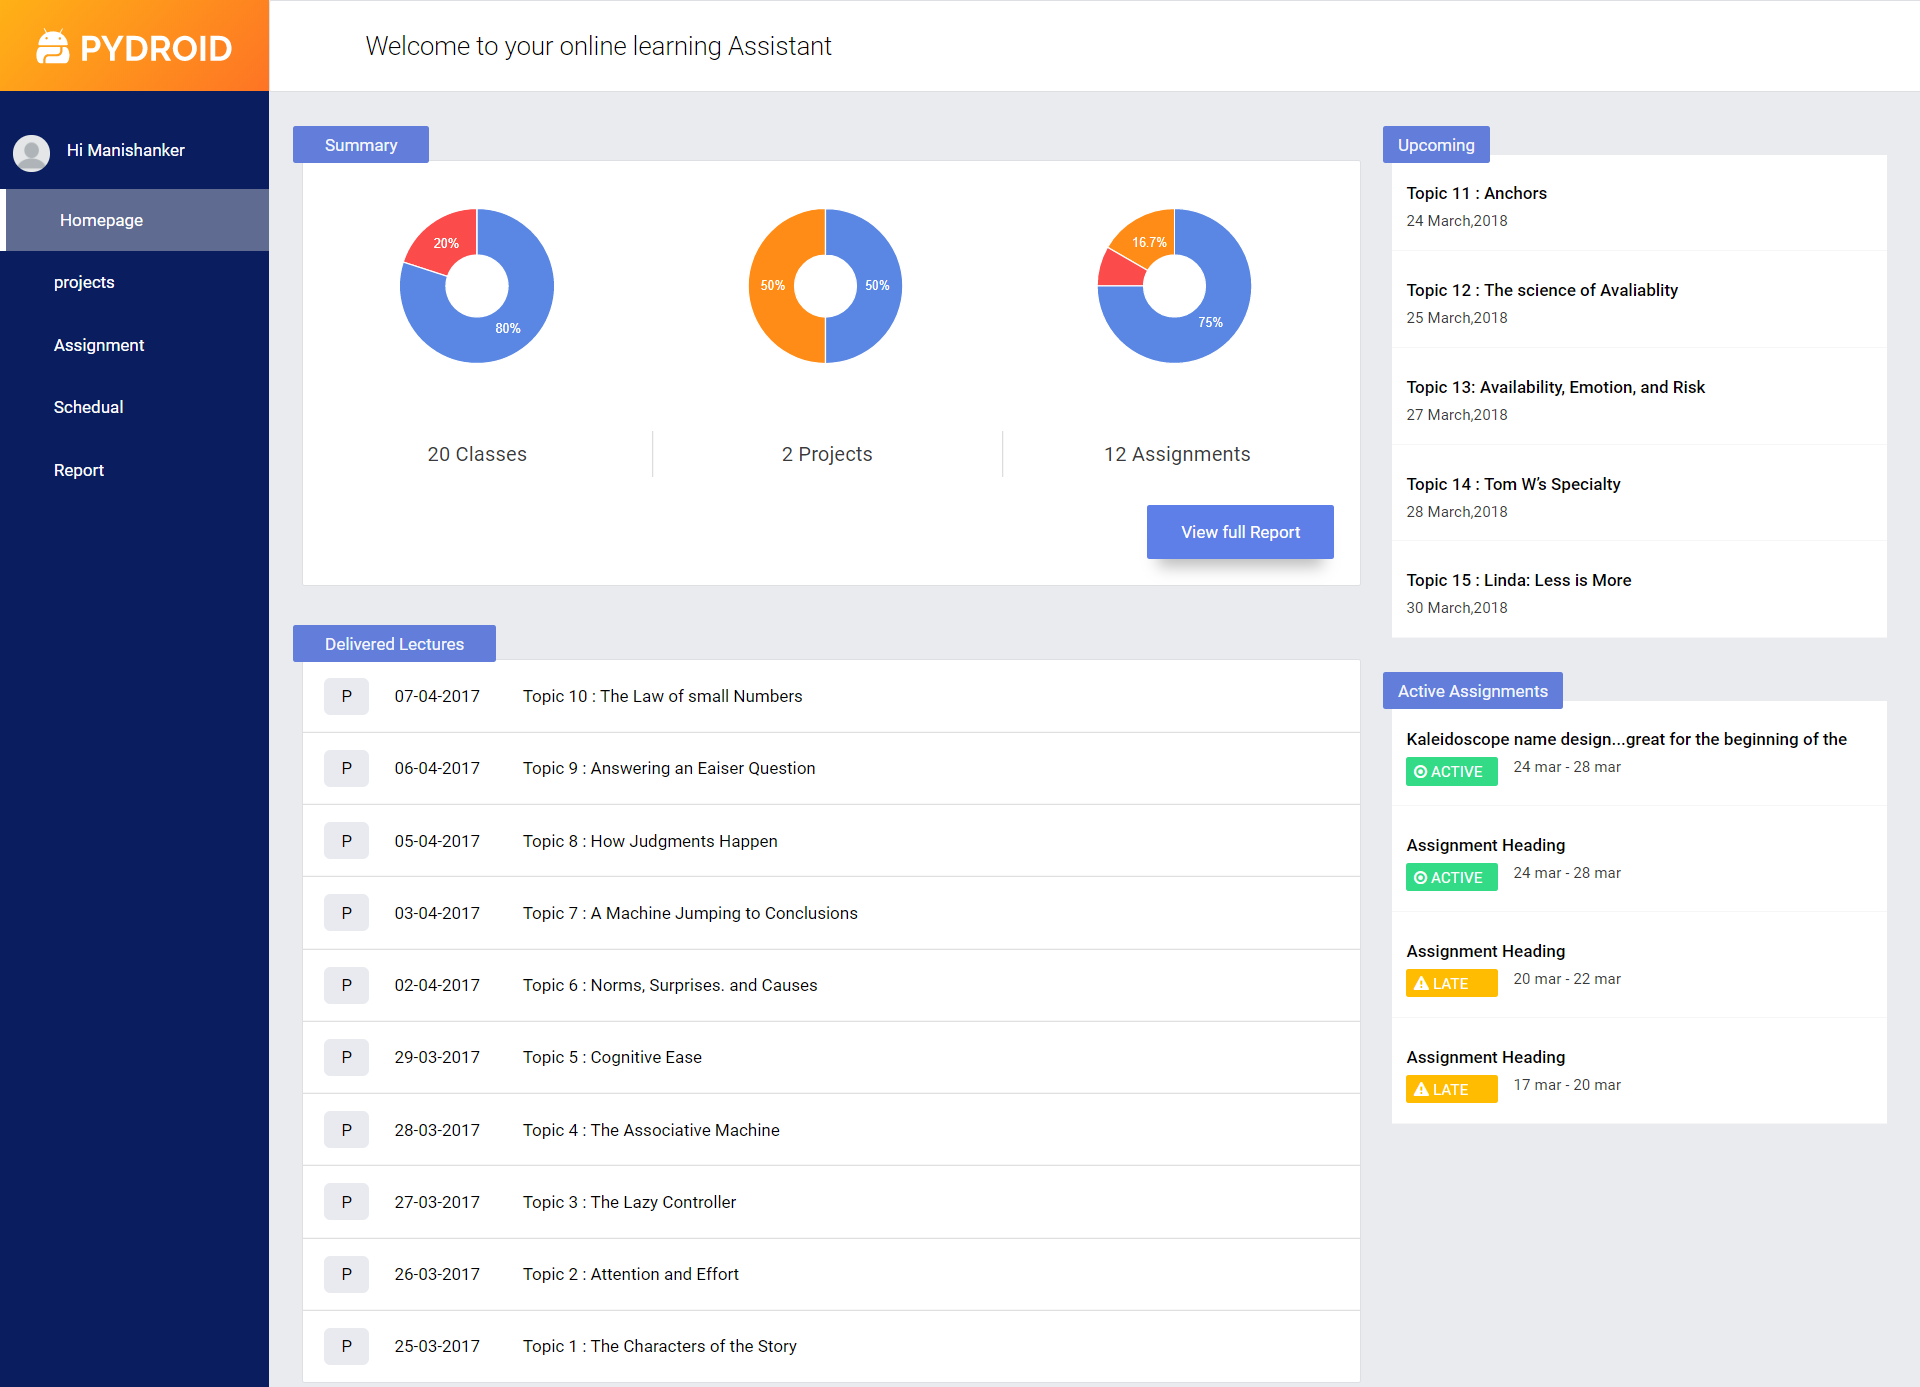 PYDROID
Welcome to your online learning Assistant
Hi Manishanker
Homepage
projects
Assignment
Schedual
Report
Summary
20%
80%
50%
50%
16.7%
75%
20 Classes
2 Projects
12 Assignments
View full Report
Delivered Lectures
P 07-04-2017 Topic 10 : The Law of small Numbers
P 06-04-2017 Topic 9 : Answering an Eaiser Question
P 05-04-2017 Topic 8 : How Judgments Happen
P 03-04-2017 Topic 7 : A Machine Jumping to Conclusions
P 02-04-2017 Topic 6 : Norms, Surprises. and Causes
P 29-03-2017 Topic 5 : Cognitive Ease
P 28-03-2017 Topic 4 : The Associative Machine
P 27-03-2017 Topic 3 : The Lazy Controller
P 26-03-2017 Topic 2 : Attention and Effort
P 25-03-2017 Topic 1 : The Characters of the Story
Upcoming
Topic 11 : Anchors
24 March,2018
Topic 12 : The science of Avaliablity
25 March,2018
Topic 13: Availability, Emotion, and Risk
27 March,2018
Topic 14 : Tom W’s Specialty
28 March,2018
Topic 15 : Linda: Less is More
30 March,2018
Active Assignments
Kaleidoscope name design...great for the beginning of the
ACTIVE 24 mar - 28 mar
Assignment Heading
ACTIVE 24 mar - 28 mar
Assignment Heading
LATE 20 mar - 22 mar
Assignment Heading
LATE 17 mar - 20 mar